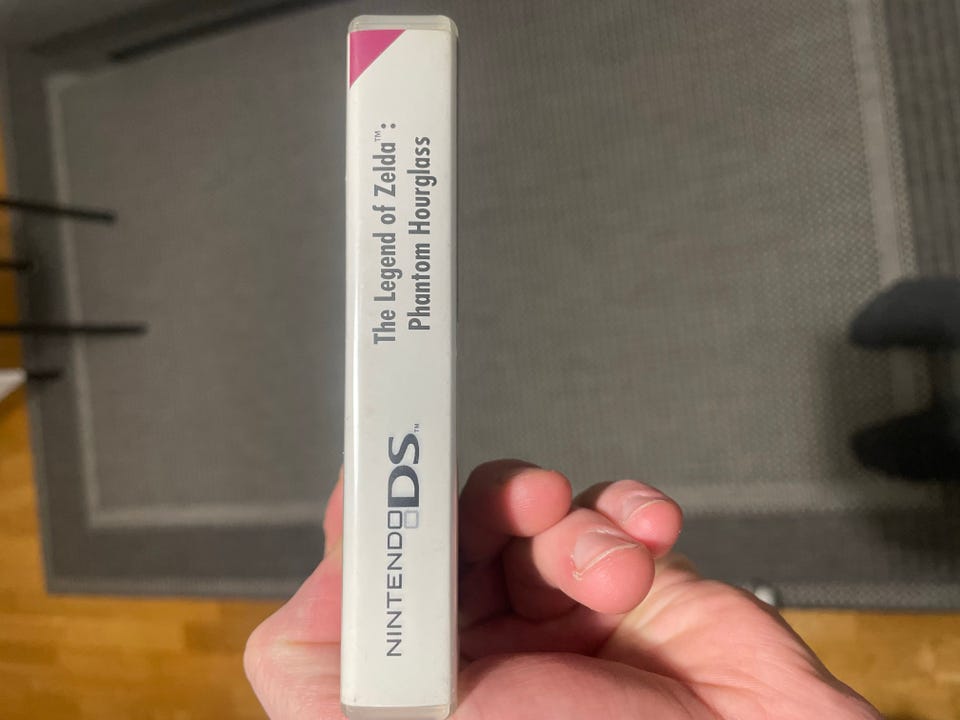 NINTENDO DS™
The Legend of Zelda™:
Phantom Hourglass